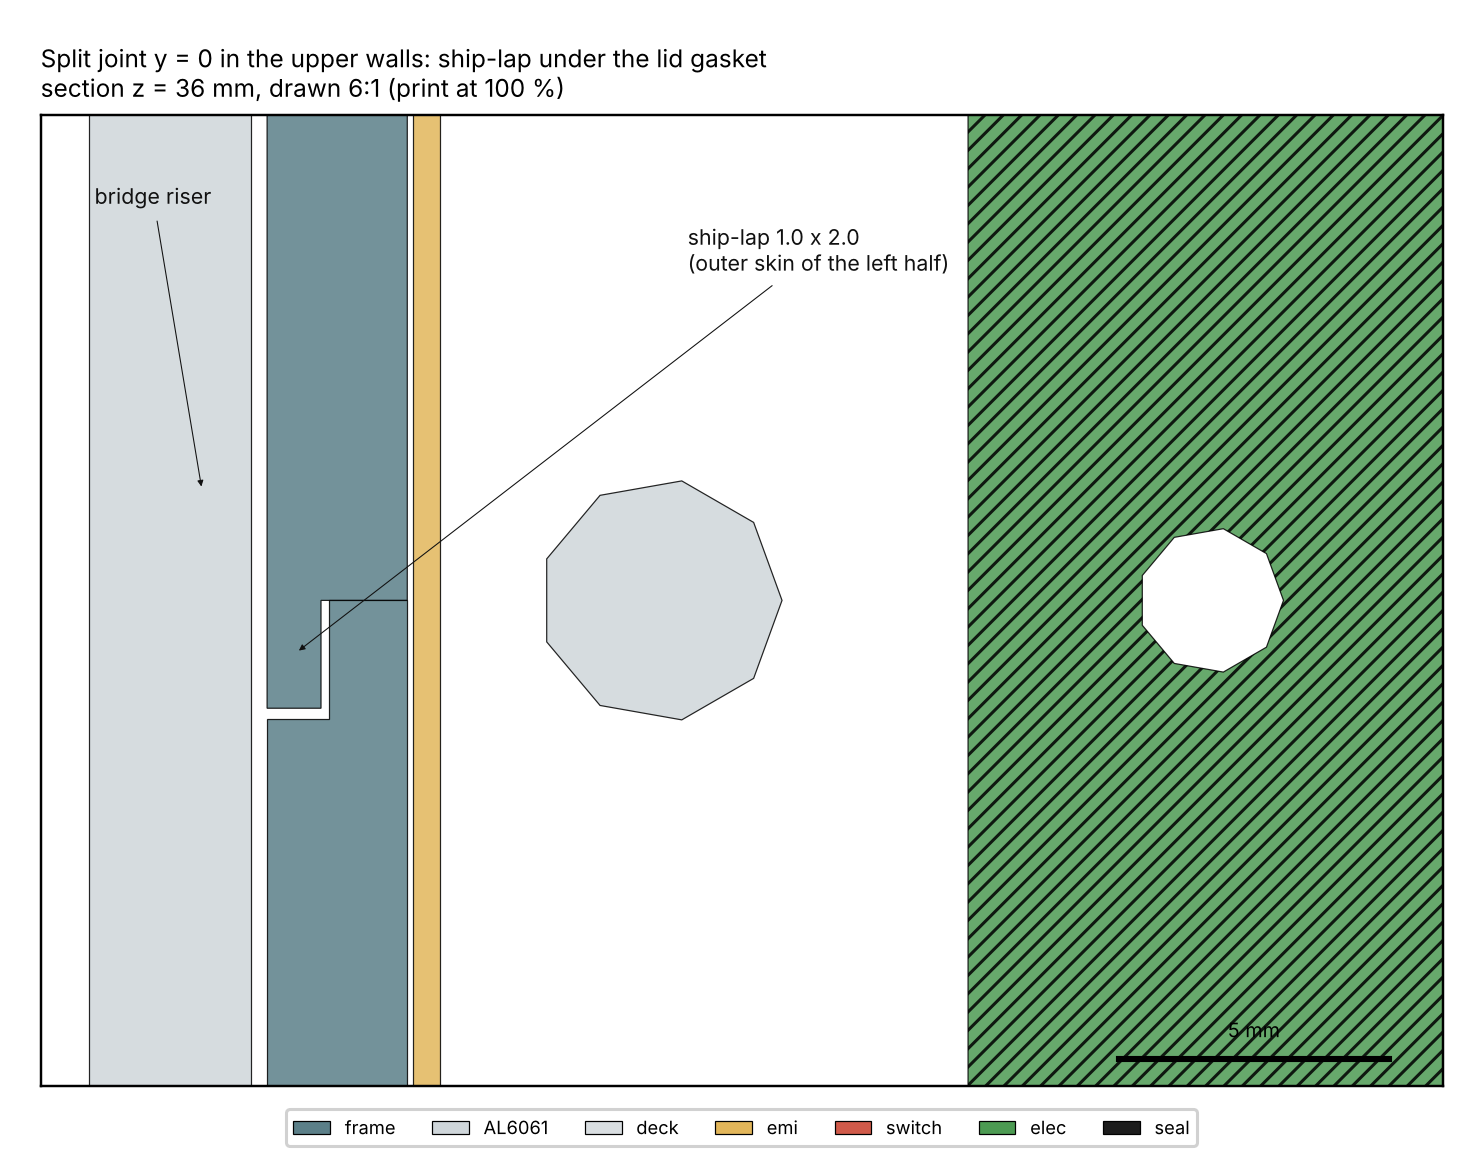 Split joint y = 0 in the upper walls: ship-lap under the lid gasket
section z = 36 mm, drawn 6:1 (print at 100 %)
bridge riser
ship-lap 1.0 x 2.0
(outer skin of the left half)
5 mm
frame AL6061 deck emi switch elec seal